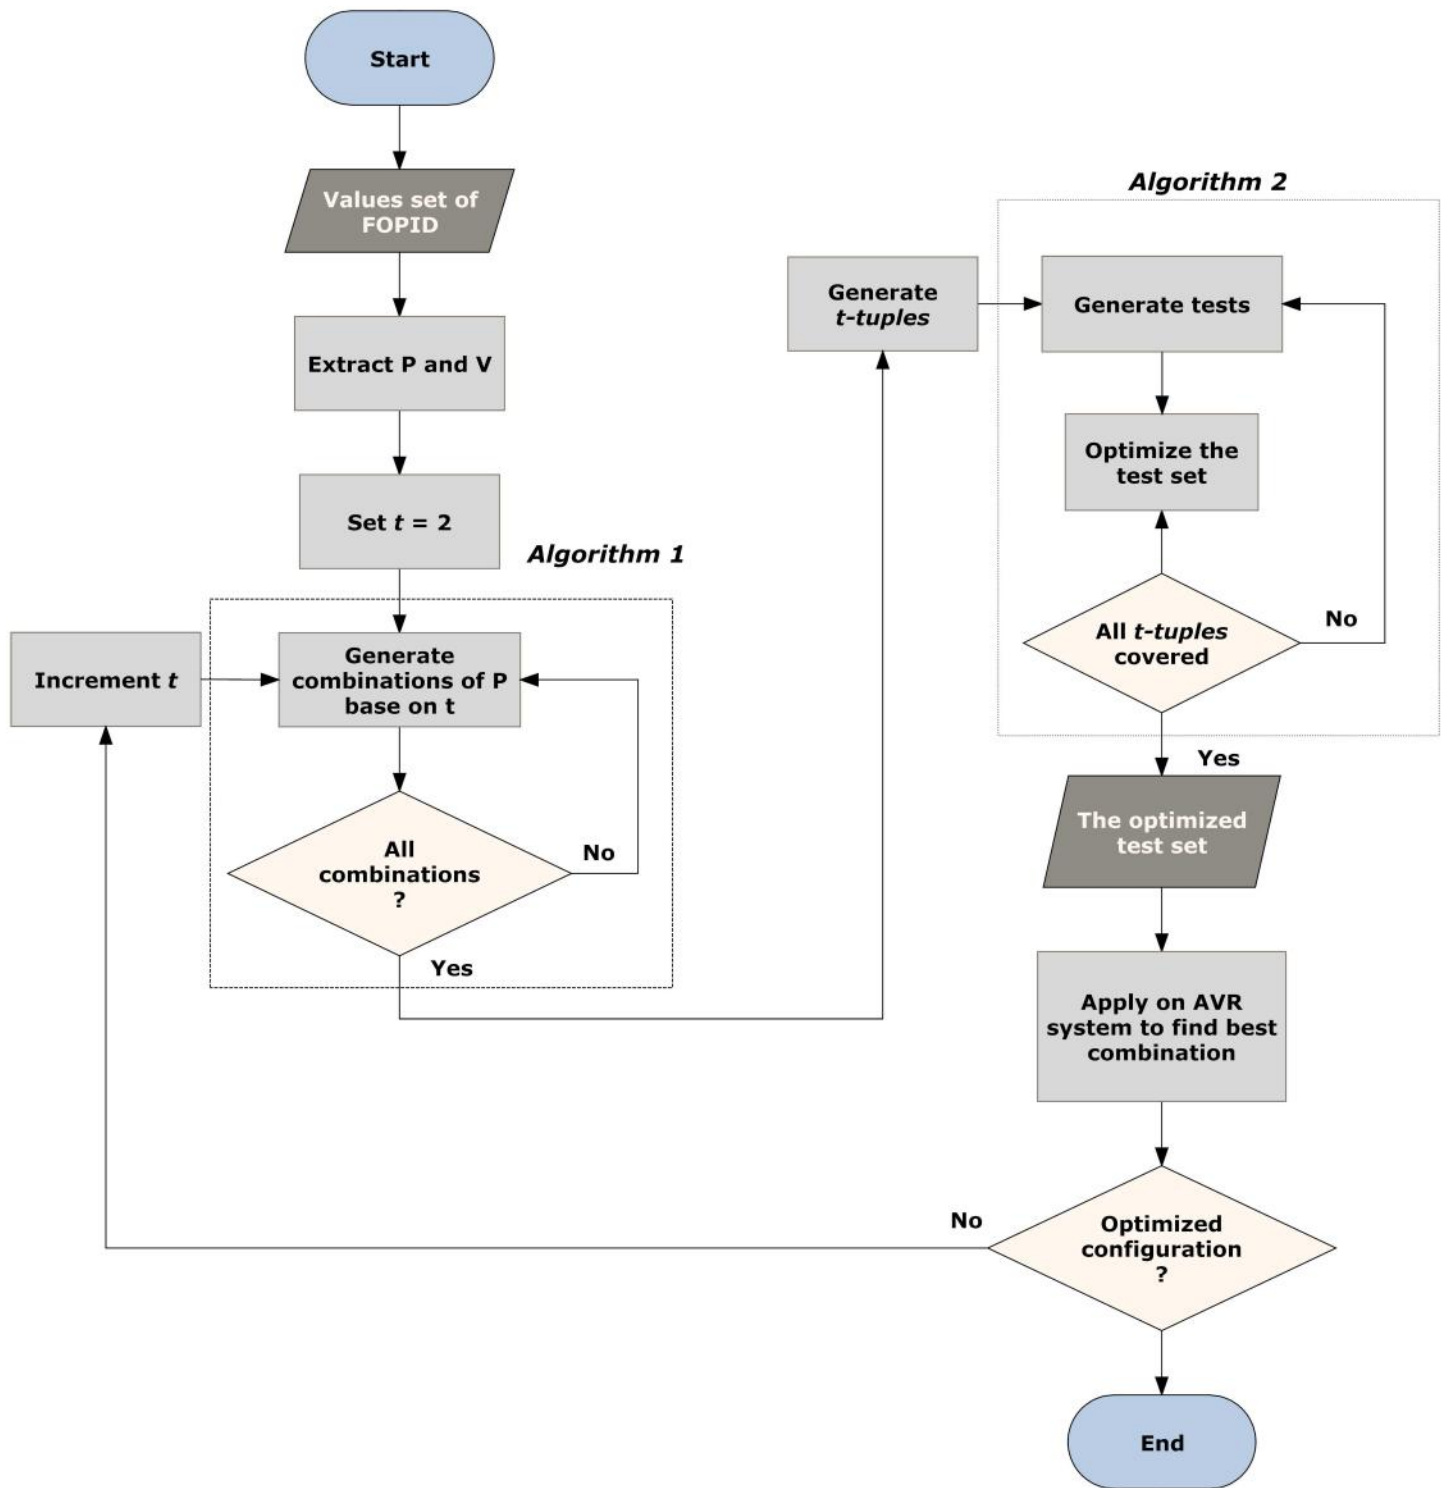 Start
Values set of
FOPID
Extract P and V
Set t = 2
Algorithm 1
Increment t
Generate
combinations of P
base on t
All
combinations
?
No
Yes
Generate
t-tuples
Algorithm 2
Generate tests
Optimize the
test set
All t-tuples
covered
No
Yes
The optimized
test set
Apply on AVR
system to find best
combination
Optimized
configuration
?
No
End